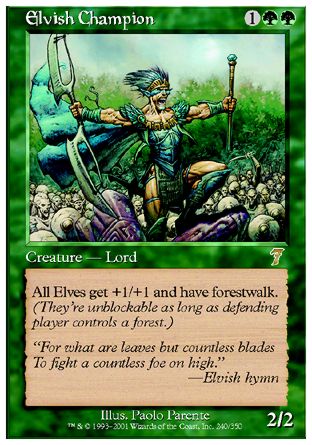 Elvish Champion 1
Creature — Lord 7
All Elves get +1/+1 and have forestwalk.
(They're unblockable as long as defending
player controls a forest.)
"For what are leaves but countless blades
To fight a countless foe on high."
—Elvish hymn
2/2
Illus. Paolo Parente
™ & © 1993–2001 Wizards of the Coast, Inc. 240/350